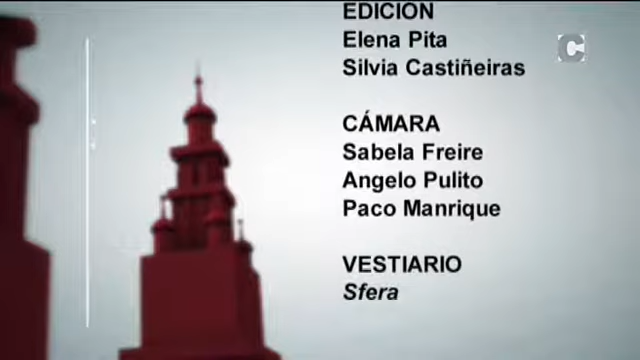 EDICIÓN
Elena Pita
Silvia Castiñeiras
CÁMARA
Sabela Freire
Angelo Pulito
Paco Manrique
VESTIARIO
Sfera
C